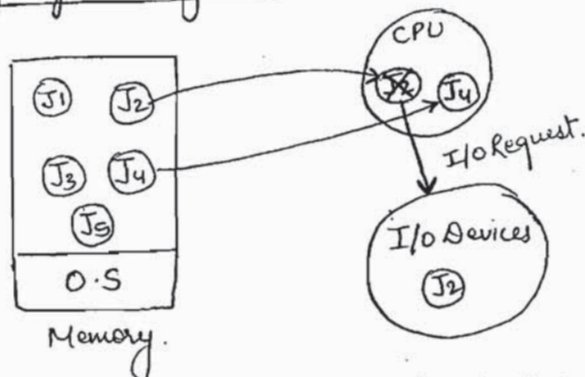 CPU
J1 J2
J2 J4
I/O Request.
J3 J4
J5
I/O Devices
O.S
J2
Memory.